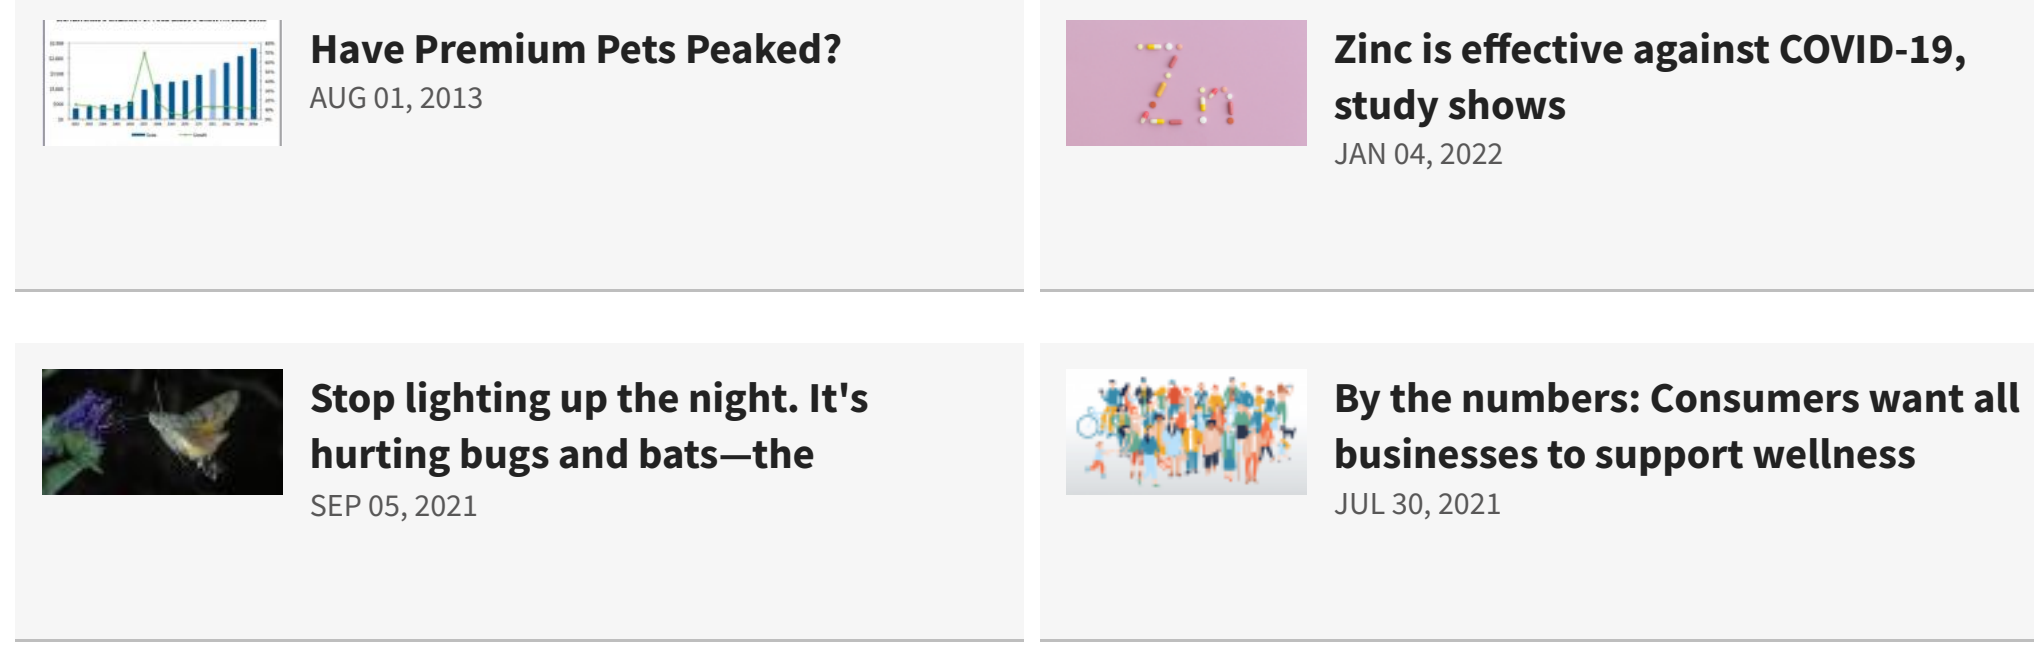 Have Premium Pets Peaked?
AUG 01, 2013
Zinc is effective against COVID-19,
study shows
JAN 04, 2022
Stop lighting up the night. It's
hurting bugs and bats—the
SEP 05, 2021
By the numbers: Consumers want all
businesses to support wellness
JUL 30, 2021
Zn